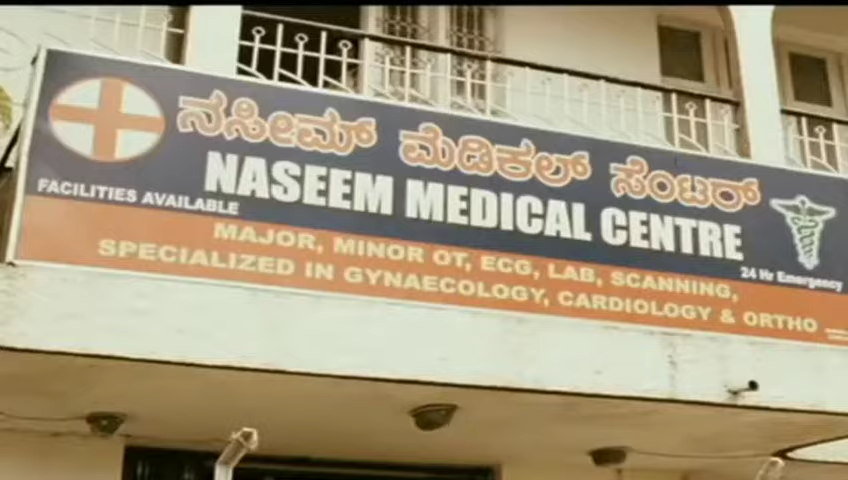 ನಸೀಮ್ ಮೆಡಿಕಲ್ ಸೆಂಟರ್
NASEEM MEDICAL CENTRE
FACILITIES AVAILABLE
24 Hr Emergency
MAJOR, MINOR OT, ECG, LAB, SCANNING,
SPECIALIZED IN GYNAECOLOGY, CARDIOLOGY & ORTHO